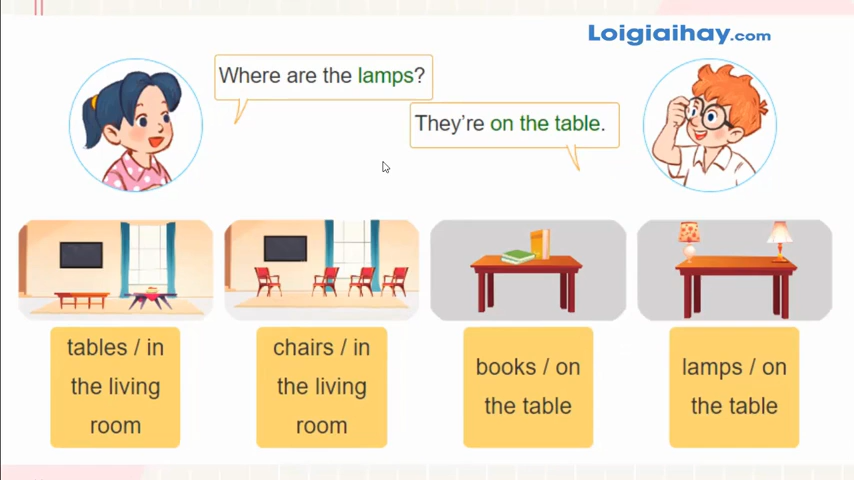 Loigiaihay.com
Where are the lamps?
They’re on the table.
tables / in
the living
room
chairs / in
the living
room
books / on
the table
lamps / on
the table